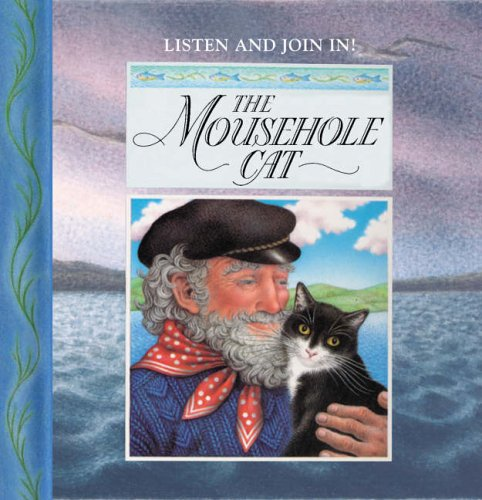 LISTEN AND JOIN IN!
THE
MOUSEHOLE
CAT